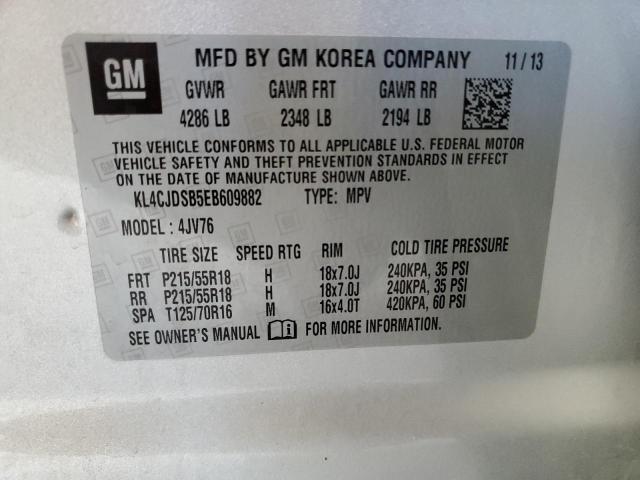 GM MFD BY GM KOREA COMPANY 11/13
GVWR GAWR FRT GAWR RR
4286 LB 2348 LB 2194 LB
THIS VEHICLE CONFORMS TO ALL APPLICABLE U.S. FEDERAL MOTOR
VEHICLE SAFETY AND THEFT PREVENTION STANDARDS IN EFFECT
ON THE DATE OF MANUFACTURE SHOWN ABOVE.
KL4CJDSB5EB609882 TYPE: MPV
MODEL: 4JV76
TIRE SIZE SPEED RTG RIM COLD TIRE PRESSURE
FRT P215/55R18 H 18x7.0J 240KPA, 35 PSI
RR P215/55R18 H 18x7.0J 240KPA, 35 PSI
SPA T125/70R16 M 16x4.0T 420KPA, 60 PSI
SEE OWNER'S MANUAL FOR MORE INFORMATION.